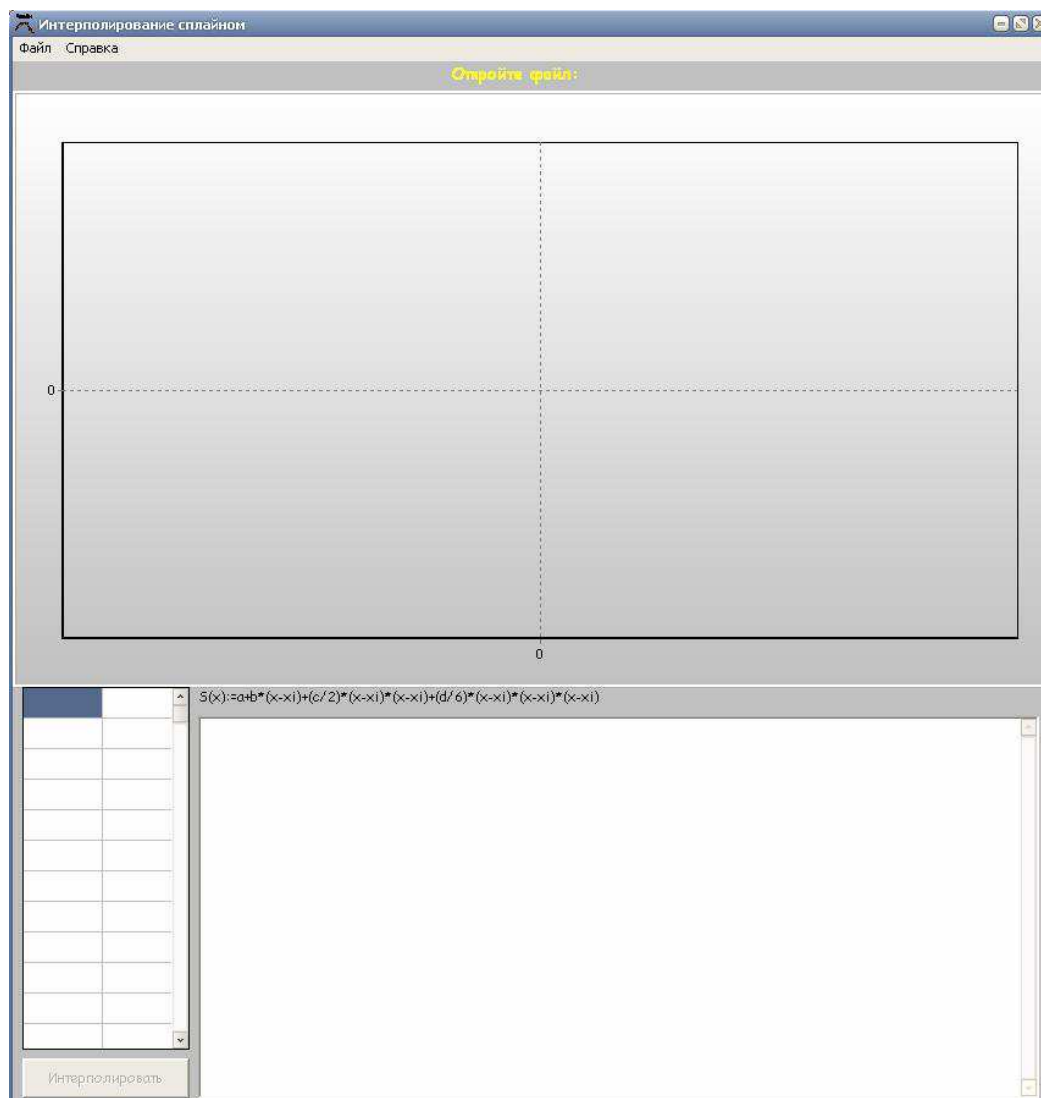 Интерполирование сплайном
Файл Справка
Откройте файл:
0
0
S(x):=a+b*(x-xi)+(c/2)*(x-xi)*(x-xi)+(d/6)*(x-xi)*(x-xi)*(x-xi)
Интерполировать